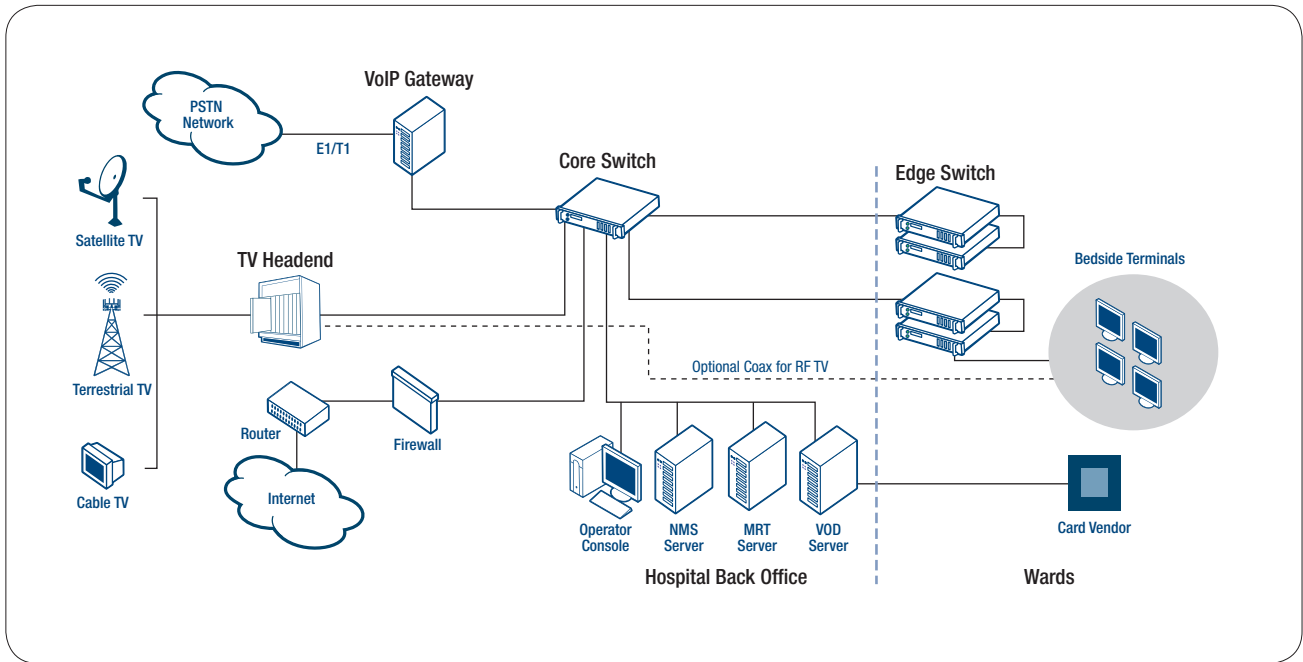 VoIP Gateway
PSTN
Network
E1/T1
Core Switch
Edge Switch
Satellite TV
TV Headend
Bedside Terminals
Optional Coax for RF TV
Terrestrial TV
Router
Firewall
Cable TV
Internet
Operator
Console
NMS
Server
MRT
Server
VOD
Server
Card Vendor
Hospital Back Office
Wards